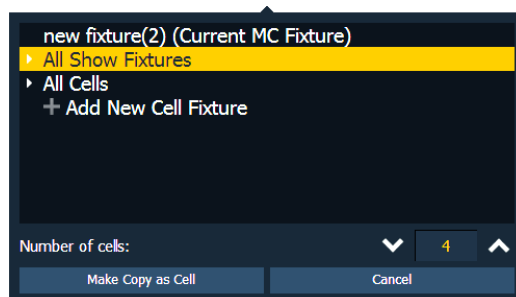 new fixture(2) (Current MC Fixture)
All Show Fixtures
All Cells
+ Add New Cell Fixture
Number of cells: 4
Make Copy as Cell Cancel